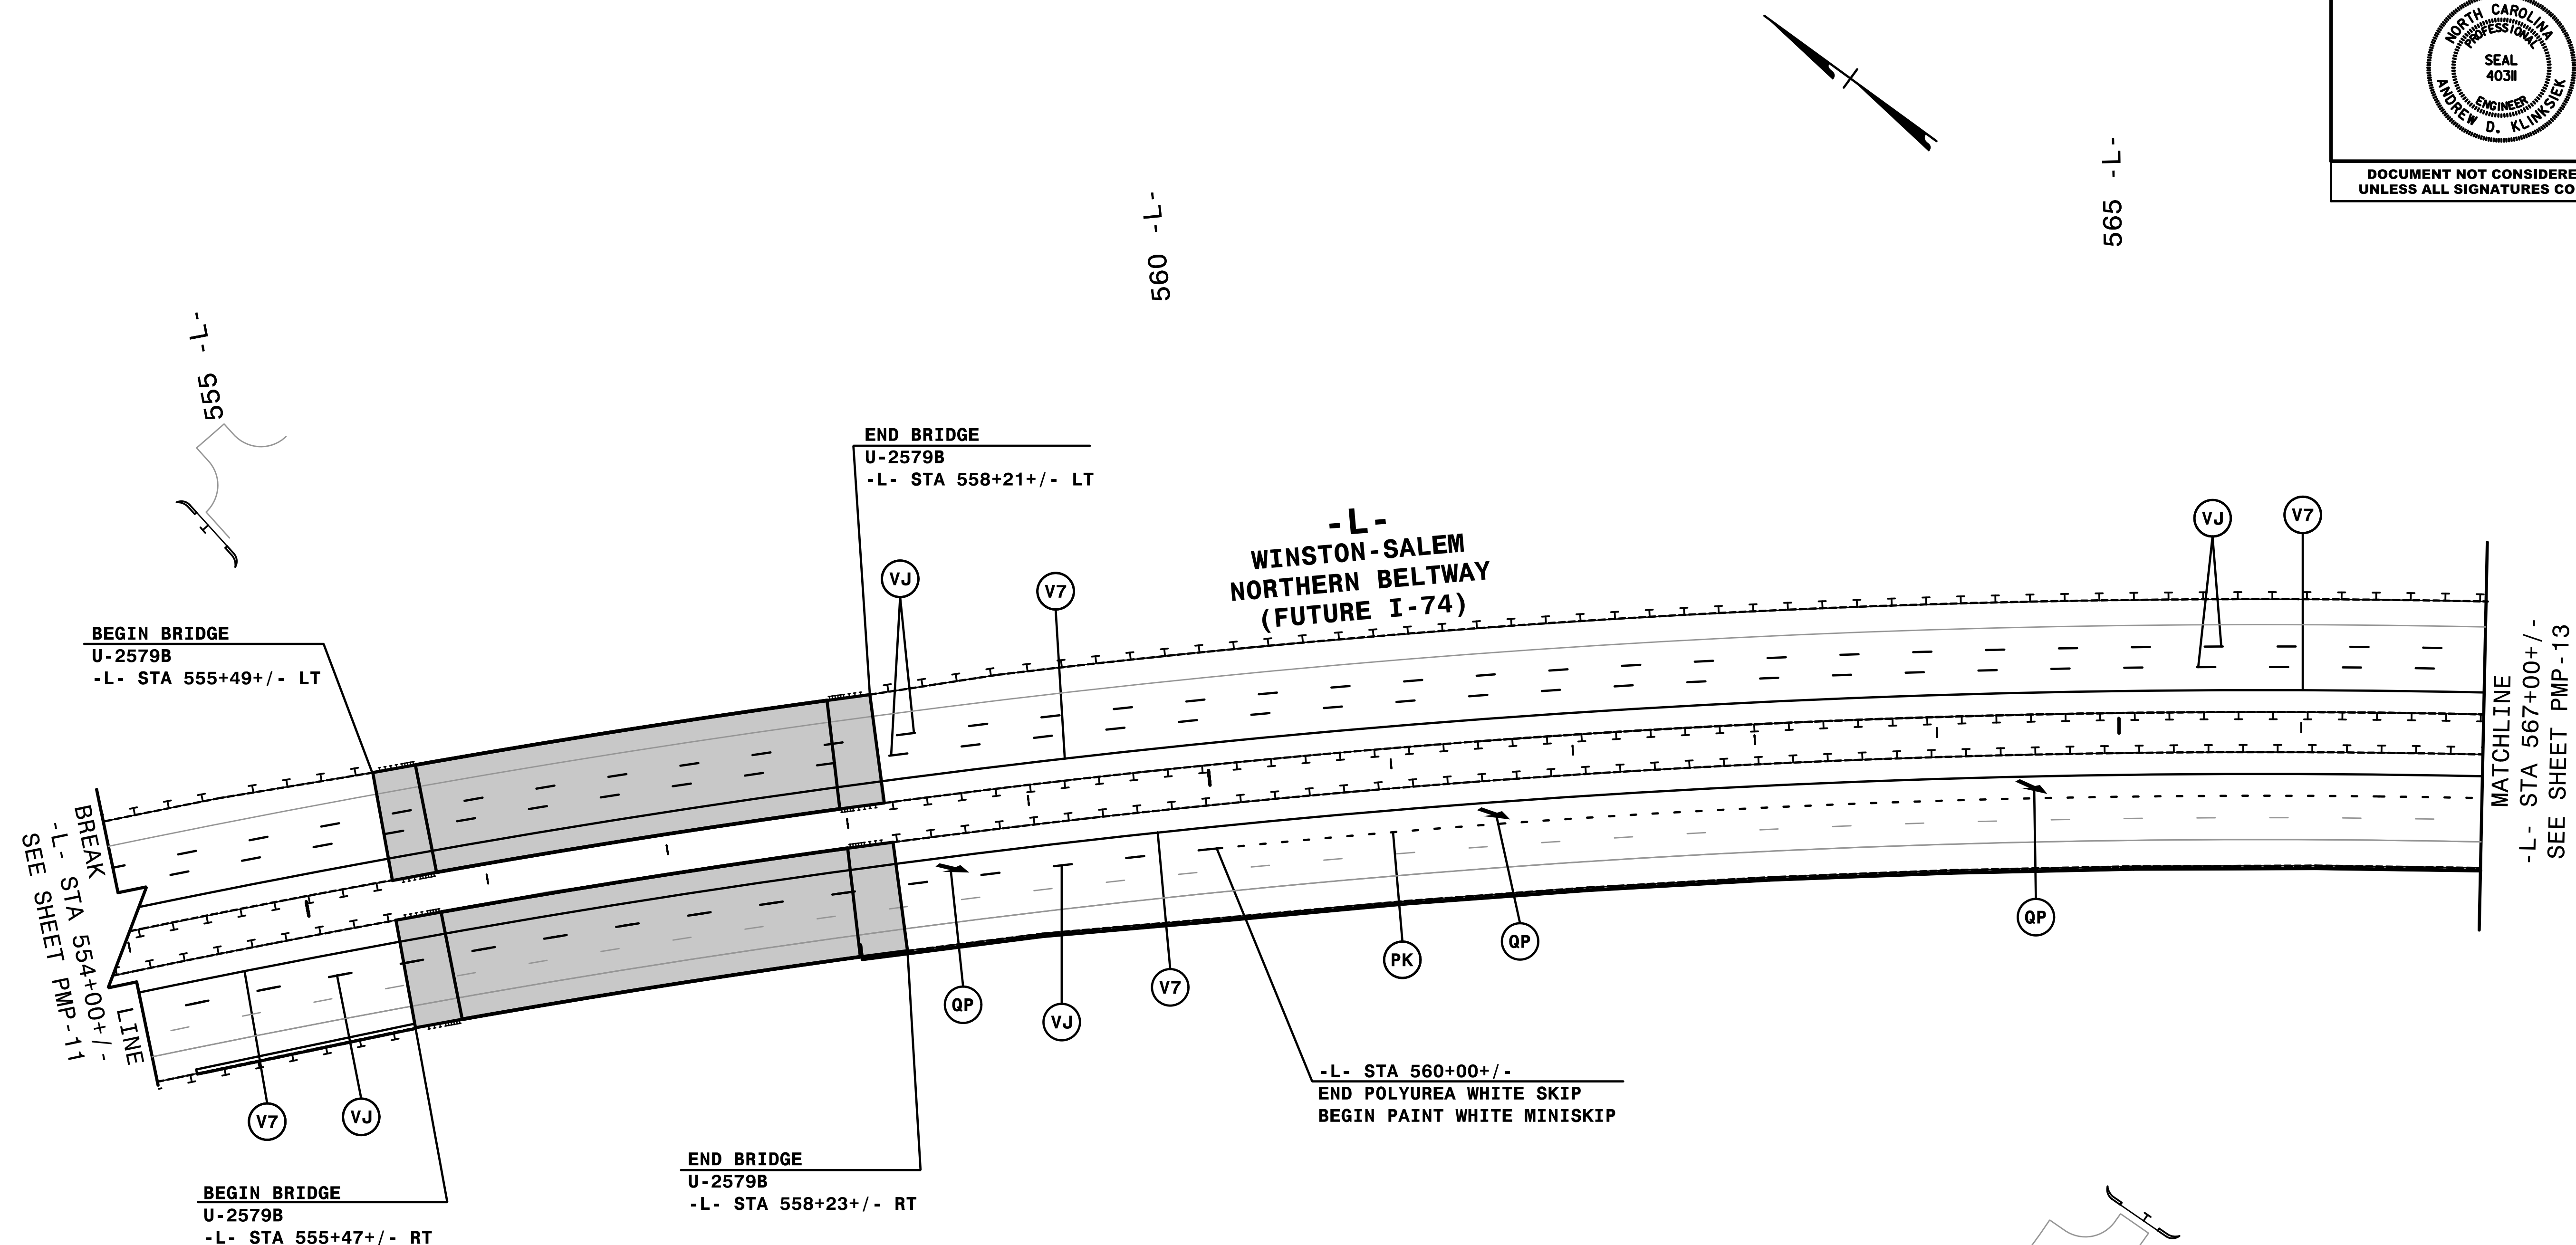 NORTH CAROLINA
PROFESSIONAL
SEAL
40311
ENGINEER
ANDREW D. KLINKSIEK
DOCUMENT NOT CONSIDERE
UNLESS ALL SIGNATURES CO
555 -L-
560 -L-
565 -L-
END BRIDGE
U-2579B
-L- STA 558+21+/- LT
-L-
WINSTON-SALEM
NORTHERN BELTWAY
(FUTURE I-74)
VJ
V7
VJ
V7
BEGIN BRIDGE
U-2579B
-L- STA 555+49+/- LT
BREAK LINE
-L- STA 554+00+/-
SEE SHEET PMP-11
MATCHLINE
-L- STA 567+00+/-
SEE SHEET PMP-13
QP
VJ
V7
PK
QP
QP
V7
VJ
-L- STA 560+00+/-
END POLYUREA WHITE SKIP
BEGIN PAINT WHITE MINISKIP
END BRIDGE
U-2579B
-L- STA 558+23+/- RT
BEGIN BRIDGE
U-2579B
-L- STA 555+47+/- RT